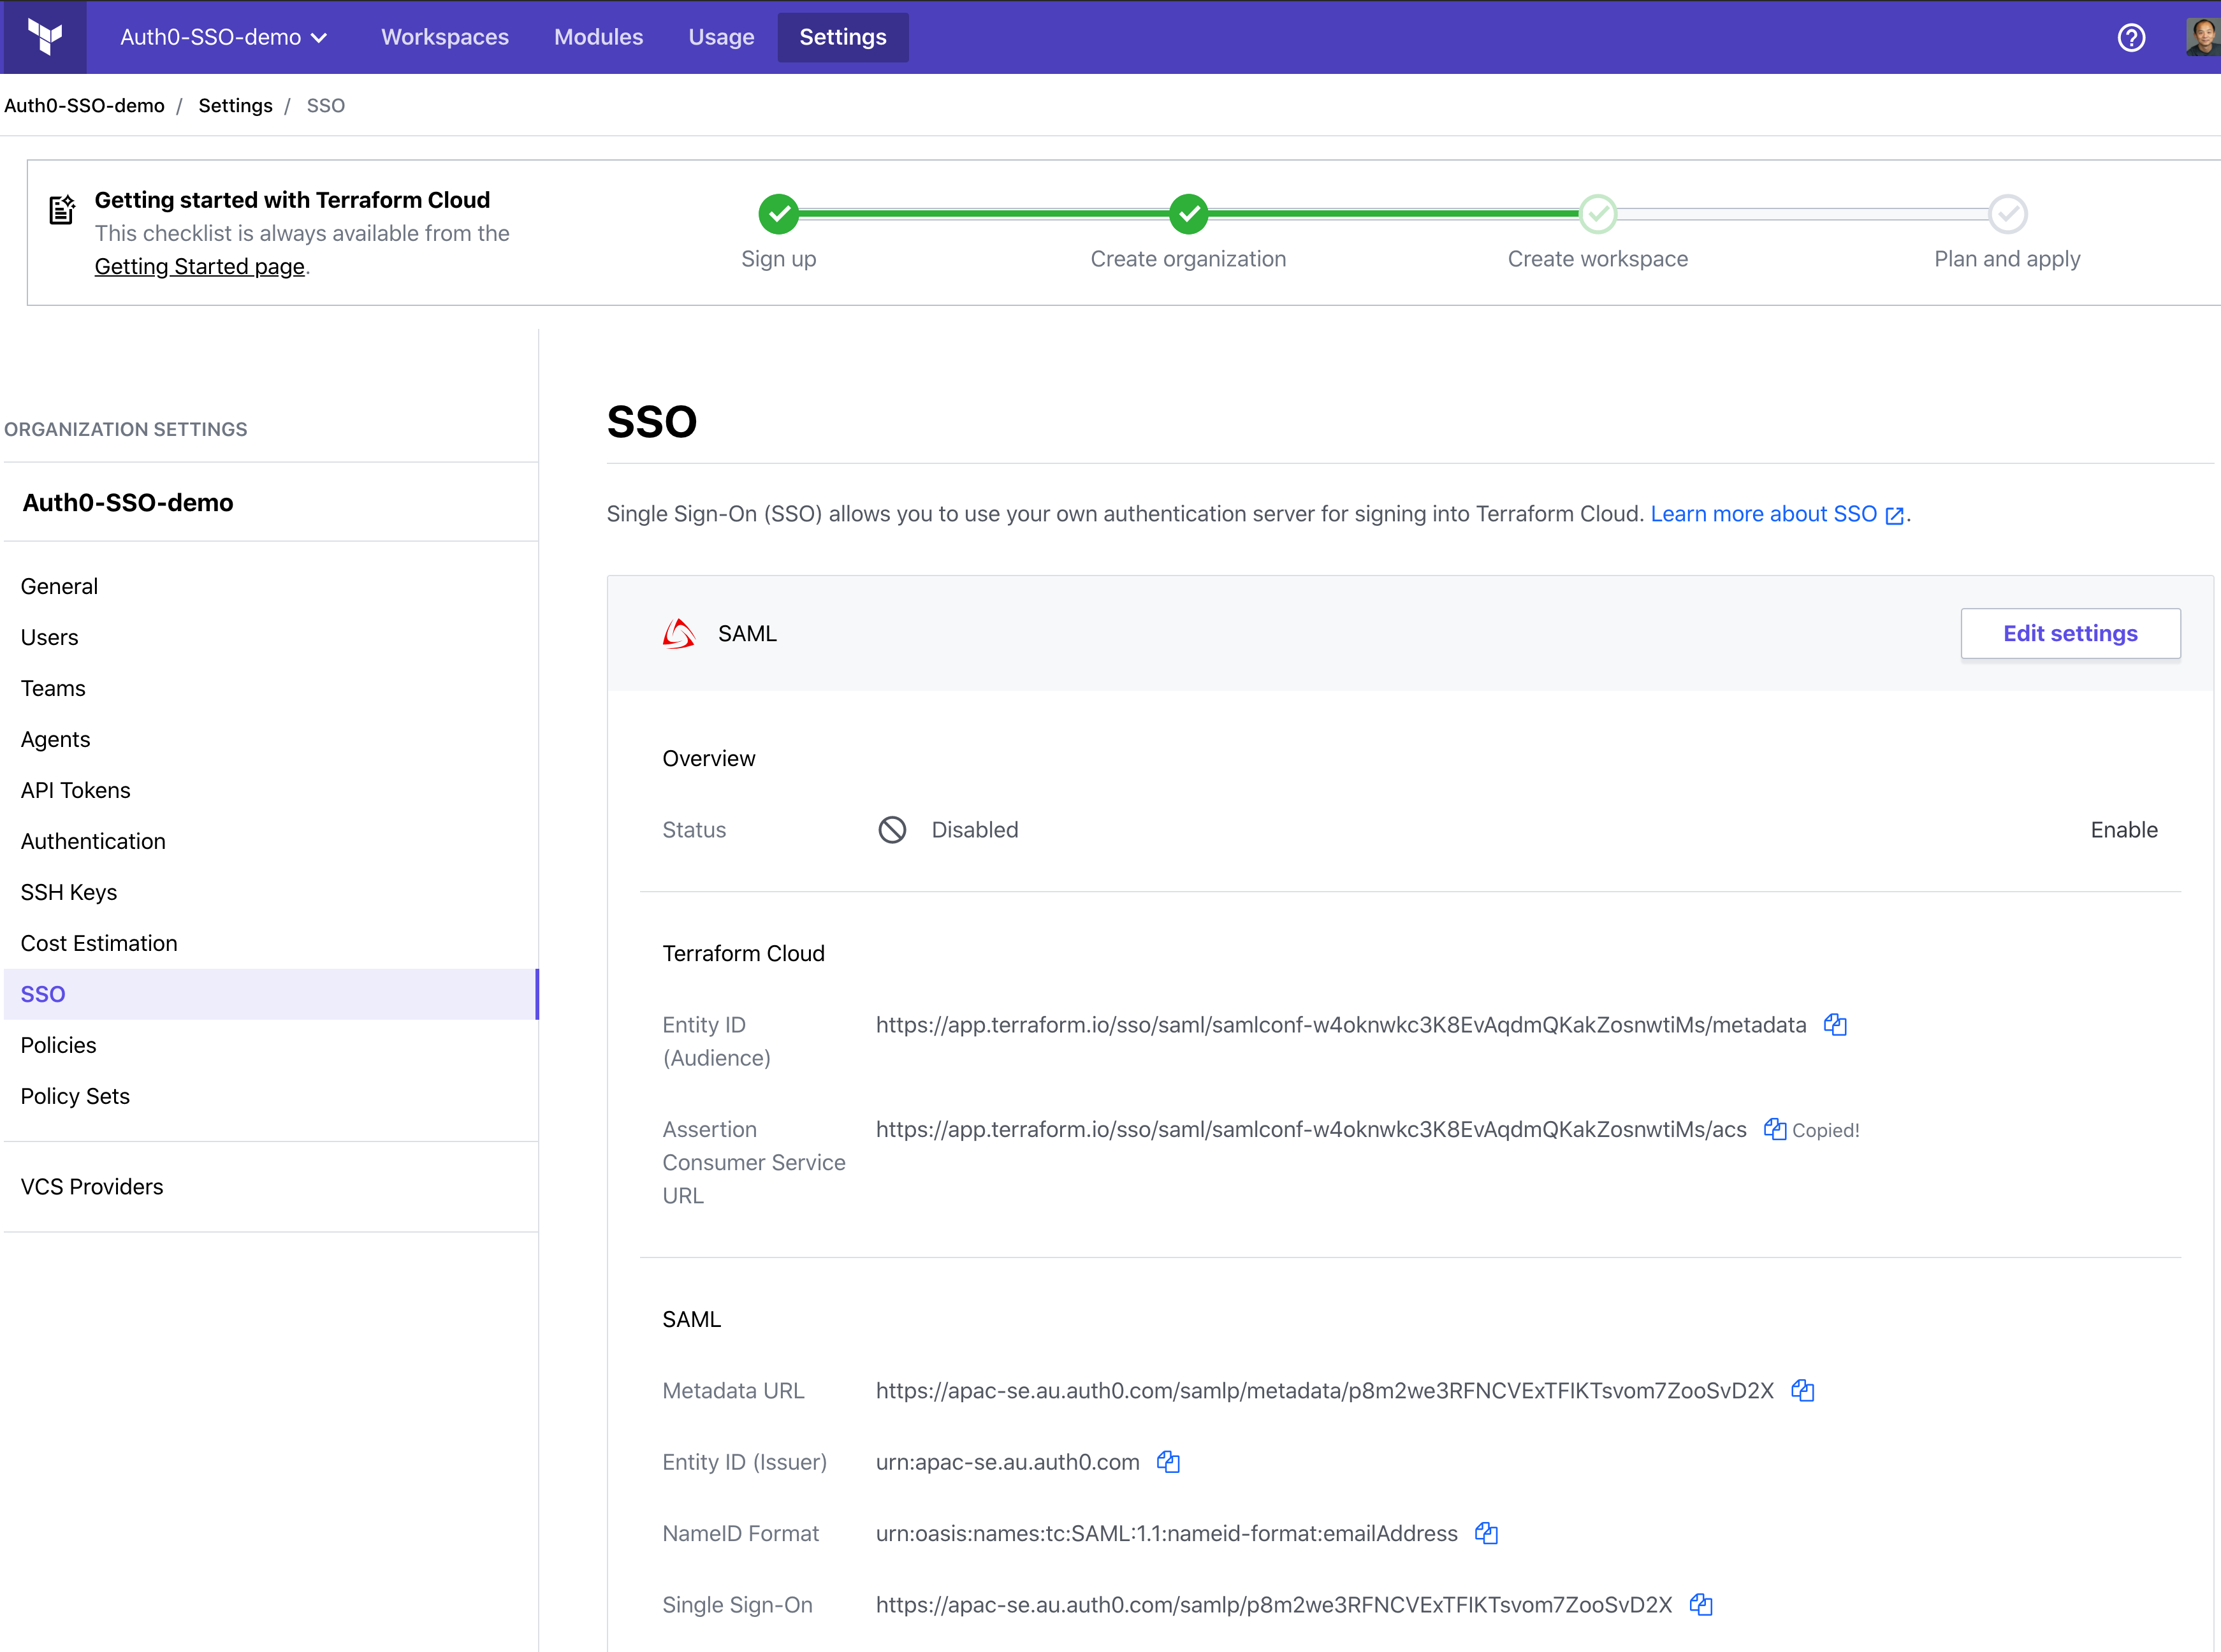 Auth0-SSO-demo Workspaces Modules Usage Settings
Auth0-SSO-demo / Settings / SSO
Getting started with Terraform Cloud
This checklist is always available from the
Getting Started page.
Sign up Create organization Create workspace Plan and apply
ORGANIZATION SETTINGS
Auth0-SSO-demo
General
Users
Teams
Agents
API Tokens
Authentication
SSH Keys
Cost Estimation
SSO
Policies
Policy Sets
VCS Providers
SSO
Single Sign-On (SSO) allows you to use your own authentication server for signing into Terraform Cloud. Learn more about SSO .
SAML Edit settings
Overview
Status Disabled Enable
Terraform Cloud
Entity ID https://app.terraform.io/sso/saml/samlconf-w4oknwkc3K8EvAqdmQKakZosnwtiMs/metadata
(Audience)
Assertion https://app.terraform.io/sso/saml/samlconf-w4oknwkc3K8EvAqdmQKakZosnwtiMs/acs Copied!
Consumer Service
URL
SAML
Metadata URL https://apac-se.au.auth0.com/samlp/metadata/p8m2we3RFNCVExTFIKTsvom7ZooSvD2X
Entity ID (Issuer) urn:apac-se.au.auth0.com
NameID Format urn:oasis:names:tc:SAML:1.1:nameid-format:emailAddress
Single Sign-On https://apac-se.au.auth0.com/samlp/p8m2we3RFNCVExTFIKTsvom7ZooSvD2X